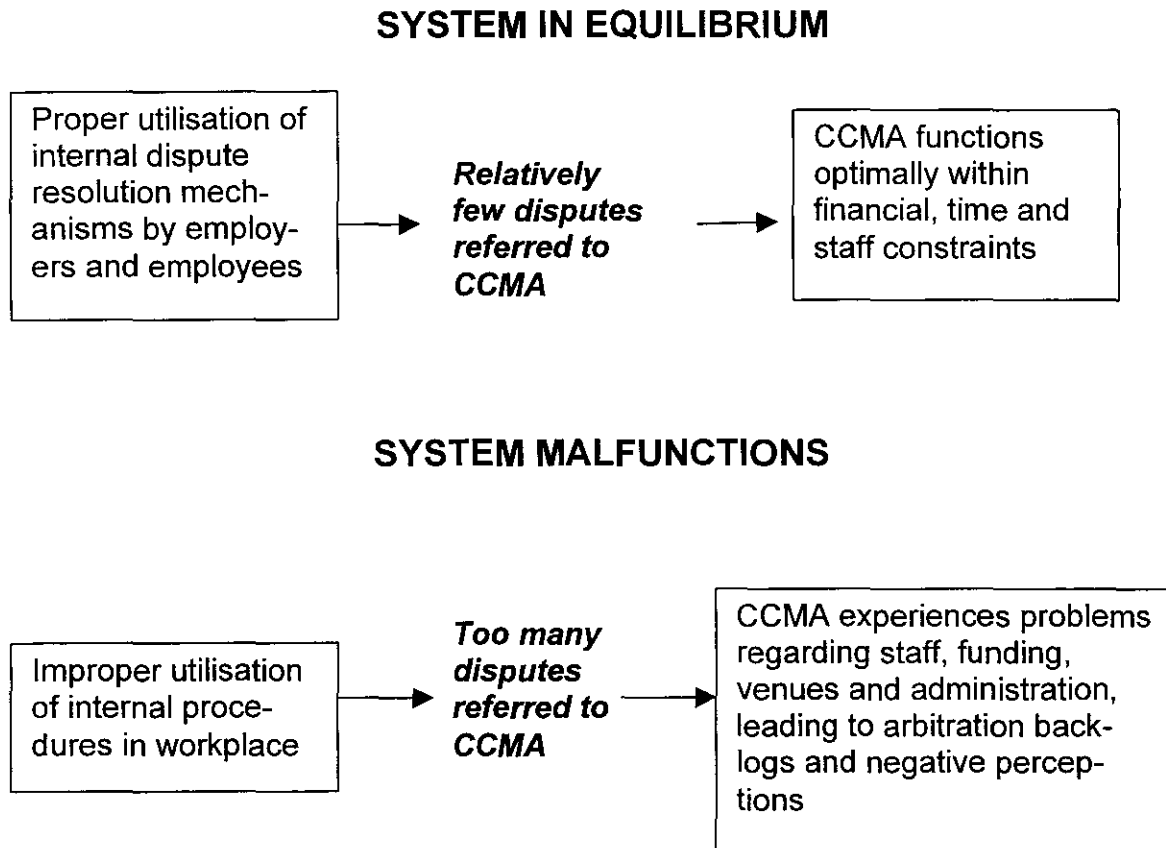 SYSTEM IN EQUILIBRIUM
Proper utilisation of
internal dispute
resolution mech-
anisms by employ-
ers and employees
Relatively
few disputes
referred to
CCMA
CCMA functions
optimally within
financial, time and
staff constraints
SYSTEM MALFUNCTIONS
Improper utilisation
of internal proce-
dures in workplace
Too many
disputes
referred to
CCMA
CCMA experiences problems
regarding staff, funding,
venues and administration,
leading to arbitration back-
logs and negative percep-
tions